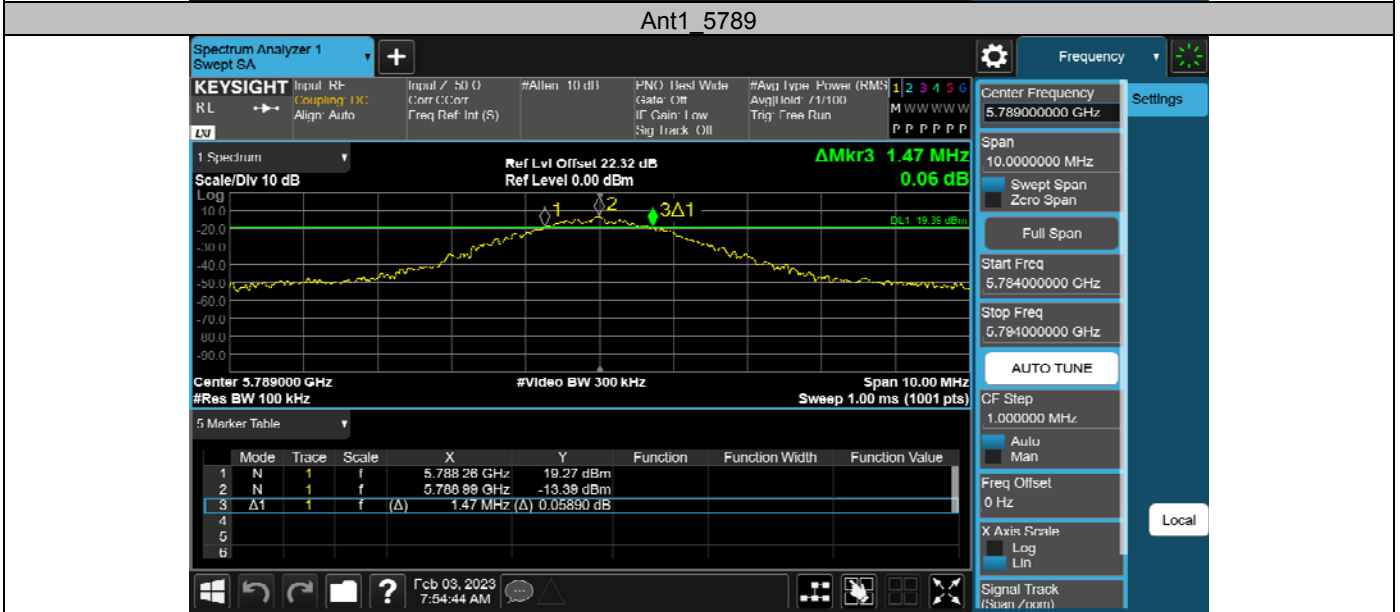 Ant1_5789
Spectrum Analyzer 1
Swept SA
+
Frequency
KEYSIGHT
RL
LXI
Input: RF
Coupling: DC
Align: Auto
Input Z: 50 Ω
Corr CCorr
Freq Ref: Int (S)
#Atten: 10 dB
PNO: Best Wide
Gate: Off
IF Gain: Low
Sig Track: Off
#Avg Type: Power (RMS
Avg|Hold: 71/100
Trig: Free Run
1 2 3 4 5 6
M W W W W W
P P P P P P
1 Spectrum
Scale/Div 10 dB
Log
Ref Lvl Offset 22.32 dB
Ref Level 0.00 dBm
ΔMkr3 1.47 MHz
0.06 dB
1
2
3Δ1
DL1 19.39 dBm
10.0
-20.0
-30.0
-40.0
-50.0
-60.0
-70.0
80.0
-90.0
Center 5.789000 GHz
#Res BW 100 kHz
#Video BW 300 kHz
Span 10.00 MHz
Sweep 1.00 ms (1001 pts)
5 Marker Table
Mode Trace Scale X Y Function Function Width Function Value
1 N 1 f 5.788 26 GHz 19.27 dBm
2 N 1 f 5.788 99 GHz -13.39 dBm
3 Δ1 1 f (Δ) 1.47 MHz (Δ) 0.05890 dB
4
5
6
Feb 03, 2023
7:54:44 AM
?
Center Frequency
5.789000000 GHz
Span
10.0000000 MHz
Swept Span
Zero Span
Full Span
Start Freq
5.784000000 GHz
Stop Freq
5.794000000 GHz
AUTO TUNE
CF Step
1.000000 MHz
Auto
Man
Freq Offset
0 Hz
X Axis Scale
Log
Lin
Signal Track
(Span Zoom)
Settings
Local